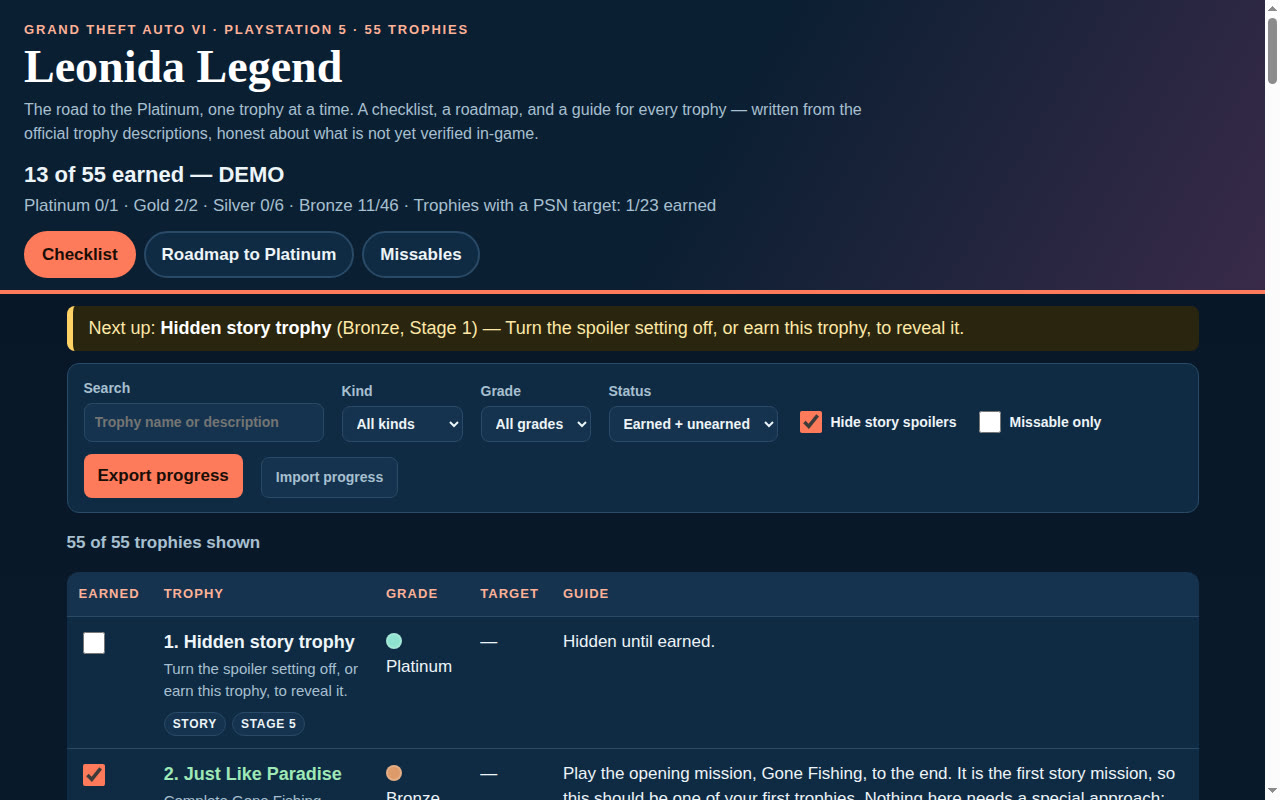 GRAND THEFT AUTO VI · PLAYSTATION 5 · 55 TROPHIES
Leonida Legend
The road to the Platinum, one trophy at a time. A checklist, a roadmap, and a guide for every trophy — written from the
official trophy descriptions, honest about what is not yet verified in-game.
13 of 55 earned — DEMO
Platinum 0/1 · Gold 2/2 · Silver 0/6 · Bronze 11/46 · Trophies with a PSN target: 1/23 earned
Checklist
Roadmap to Platinum
Missables
Next up: Hidden story trophy (Bronze, Stage 1) — Turn the spoiler setting off, or earn this trophy, to reveal it.
Search
Kind
Grade
Status
Trophy name or description
All kinds
All grades
Earned + unearned
Hide story spoilers
Missable only
Export progress
Import progress
55 of 55 trophies shown
EARNED
TROPHY
GRADE
TARGET
GUIDE
1. Hidden story trophy
Turn the spoiler setting off, or
earn this trophy, to reveal it.
STORY
STAGE 5
Platinum
—
Hidden until earned.
2. Just Like Paradise
Complete Gone Fishing
Bronze
—
Play the opening mission, Gone Fishing, to the end. It is the first story mission, so
this should be one of your first trophies. Nothing here needs a special approach;